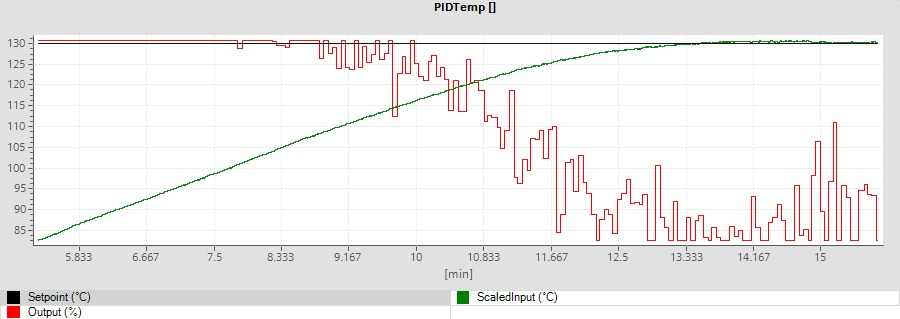 PIDTemp []
130
125
120
115
110
105
100
95
90
85
5.833 6.667 7.5 8.333 9.167 10 10.833 11.667 12.5 13.333 14.167 15
[min]
Setpoint (°C) ScaledInput (°C)
Output (%)